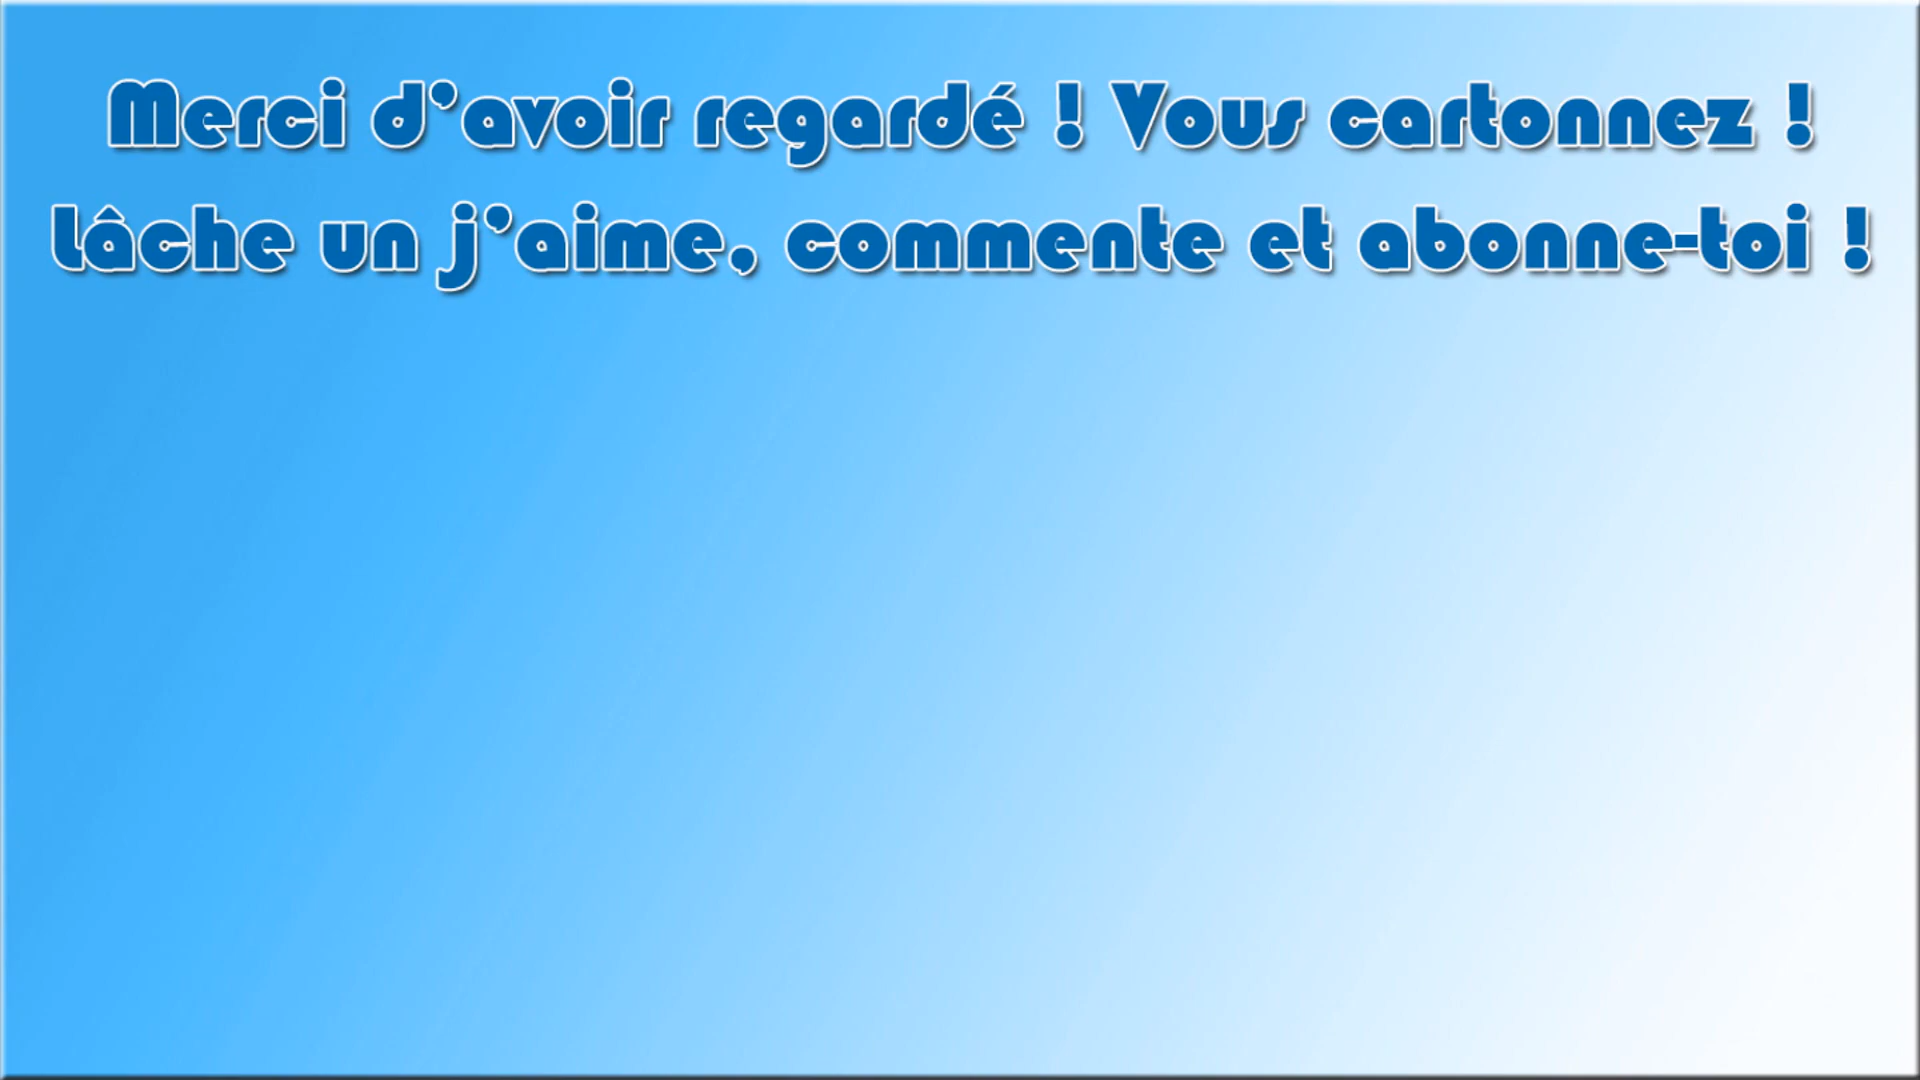 Merci d'avoir regardé ! Vous cartonnez !
Lâche un j'aime, commente et abonne-toi !